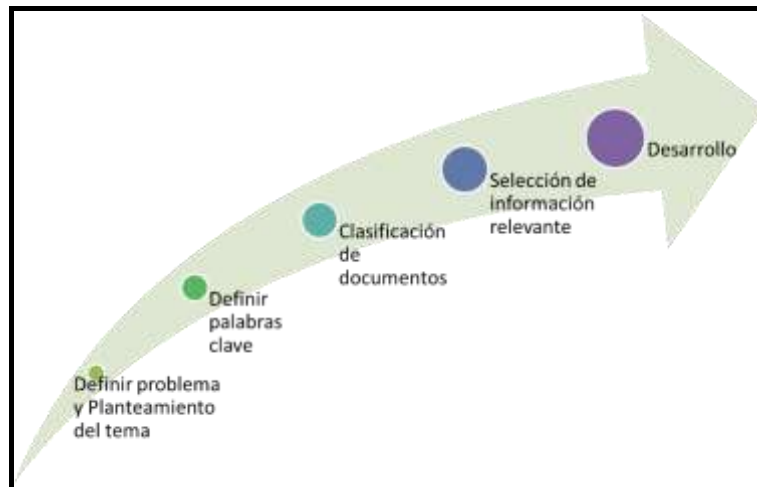 Definir problema
y Planteamiento
del tema
Definir
palabras
clave
Clasificación
de
documentos
Selección de
información
relevante
Desarrollo